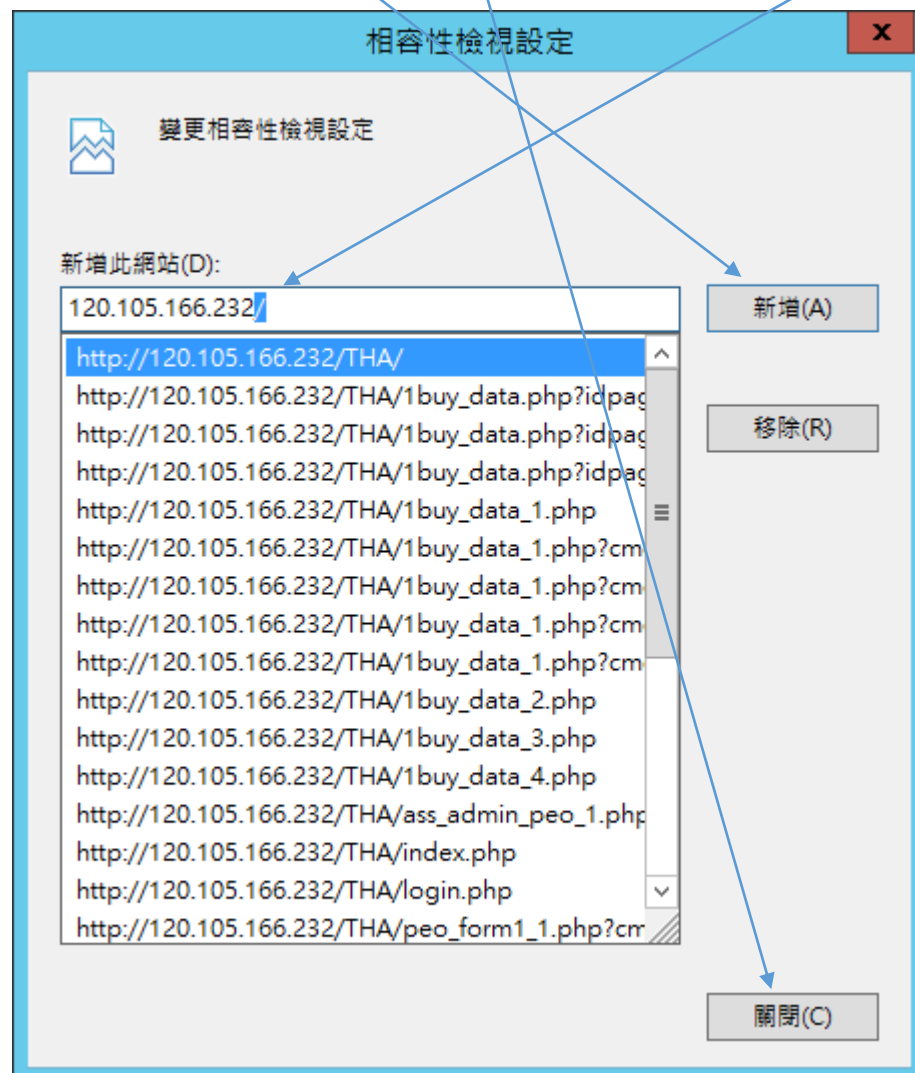 相容性檢視設定
x
變更相容性檢視設定
新增此網站(D):
120.105.166.232/
新增(A)
http://120.105.166.232/THA/
http://120.105.166.232/THA/1buy_data.php?idpag
http://120.105.166.232/THA/1buy_data.php?idpag
移除(R)
http://120.105.166.232/THA/1buy_data.php?idpag
http://120.105.166.232/THA/1buy_data_1.php
http://120.105.166.232/THA/1buy_data_1.php?cm
http://120.105.166.232/THA/1buy_data_1.php?cm
http://120.105.166.232/THA/1buy_data_1.php?cm
http://120.105.166.232/THA/1buy_data_1.php?cm
http://120.105.166.232/THA/1buy_data_2.php
http://120.105.166.232/THA/1buy_data_3.php
http://120.105.166.232/THA/1buy_data_4.php
http://120.105.166.232/THA/ass_admin_peo_1.php
http://120.105.166.232/THA/index.php
http://120.105.166.232/THA/login.php
http://120.105.166.232/THA/peo_form1_1.php?cm
關閉(C)